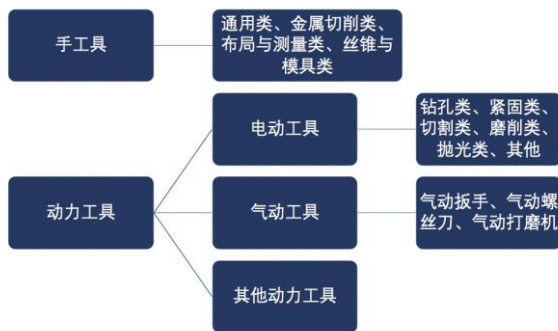 手工具
通用类、金属切削类、
布局与测量类、丝锥与
模具类
动力工具
电动工具
钻孔类、紧固类、
切割类、磨削类、
抛光类、其他
气动工具
气动扳手、气动螺
丝刀、气动打磨机
其他动力工具